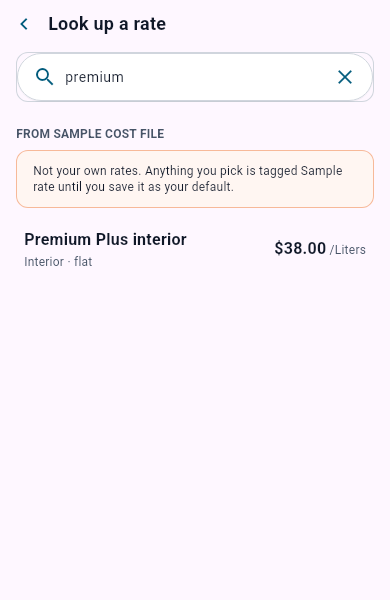 Look up a rate
premium
FROM SAMPLE COST FILE
Not your own rates. Anything you pick is tagged Sample
rate until you save it as your default.
Premium Plus interior
$38.00 /Liters
Interior · flat